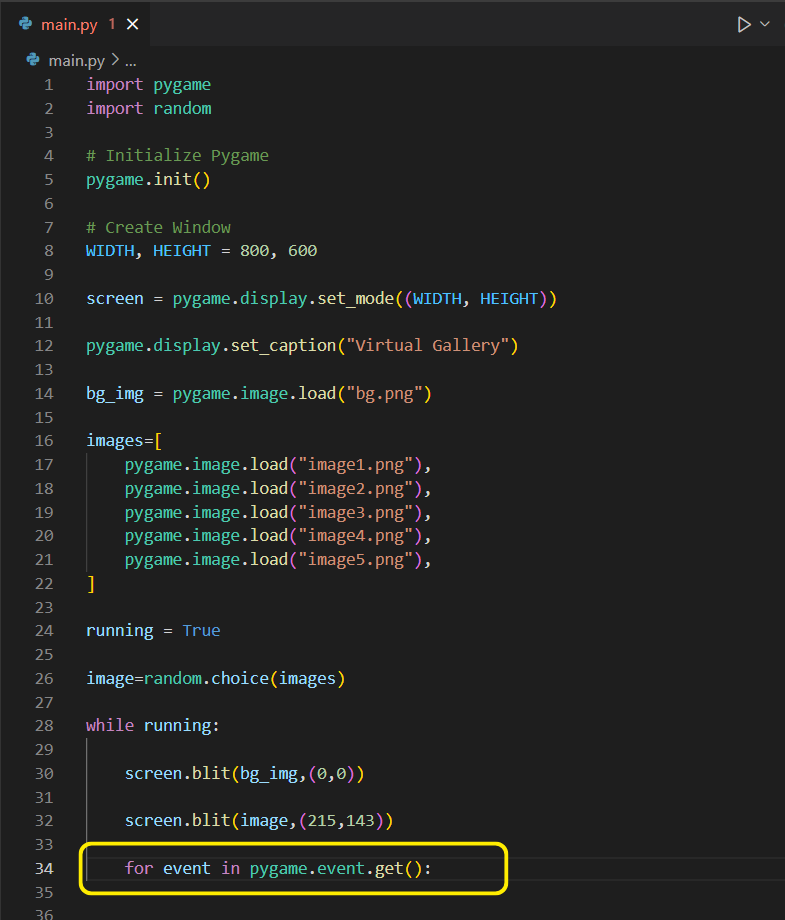 main.py 1
main.py > ...
1 import pygame
2 import random
3
4 # Initialize Pygame
5 pygame.init()
6
7 # Create Window
8 WIDTH, HEIGHT = 800, 600
9
10 screen = pygame.display.set_mode((WIDTH, HEIGHT))
11
12 pygame.display.set_caption("Virtual Gallery")
13
14 bg_img = pygame.image.load("bg.png")
15
16 images=[
17     pygame.image.load("image1.png"),
18     pygame.image.load("image2.png"),
19     pygame.image.load("image3.png"),
20     pygame.image.load("image4.png"),
21     pygame.image.load("image5.png"),
22 ]
23
24 running = True
25
26 image=random.choice(images)
27
28 while running:
29
30     screen.blit(bg_img,(0,0))
31
32     screen.blit(image,(215,143))
33
34     for event in pygame.event.get():
35
36